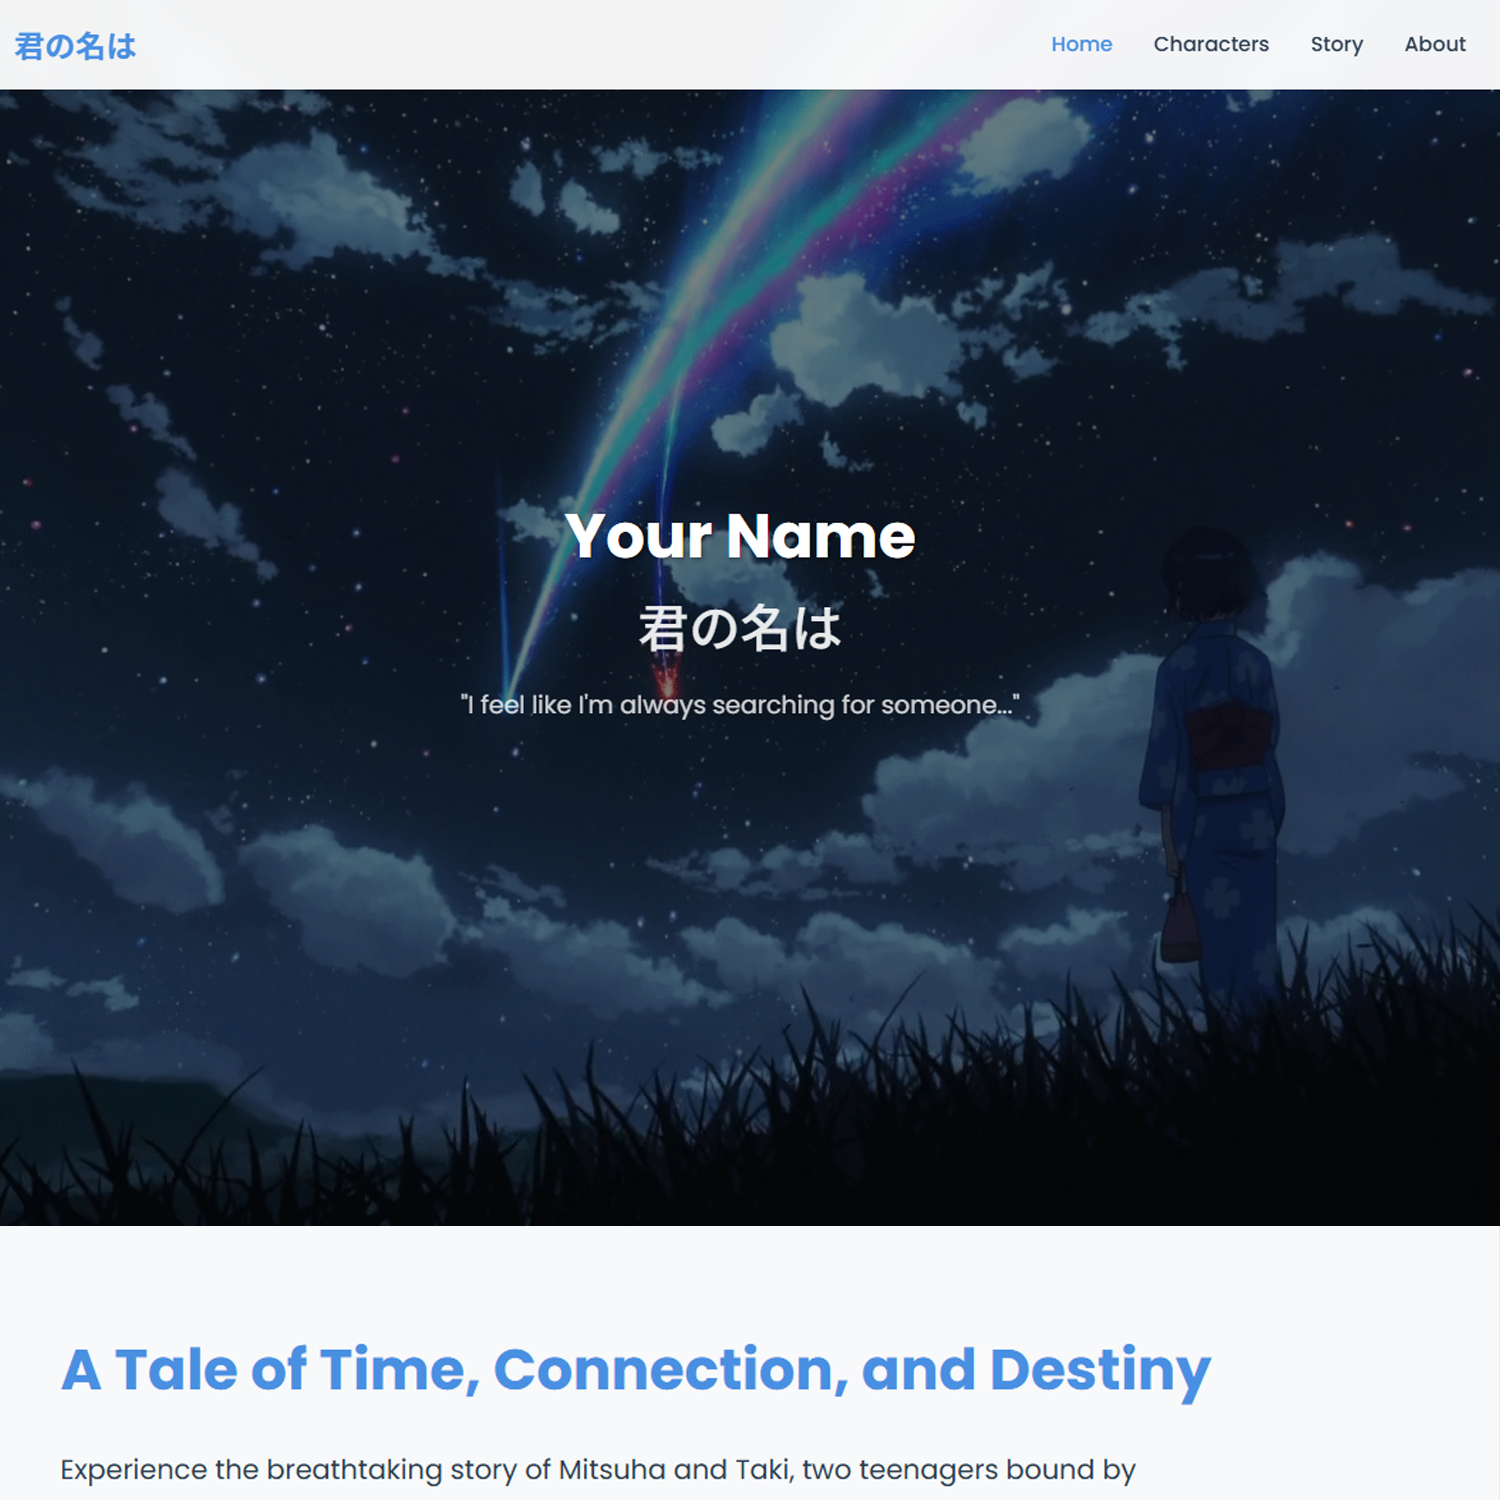 君の名は
Home Characters Story About
Your Name
君の名は
"I feel like I'm always searching for someone..."
A Tale of Time, Connection, and Destiny
Experience the breathtaking story of Mitsuha and Taki, two teenagers bound by